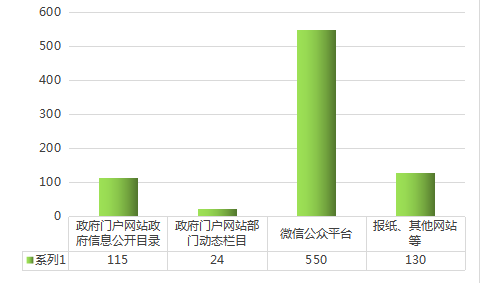 600
500
400
300
200
100
0
政府门户网站政
府信息公开目录
政府门户网站部
门动态栏目
微信公众平台
报纸、其他网站
等
系列1 115 24 550 130